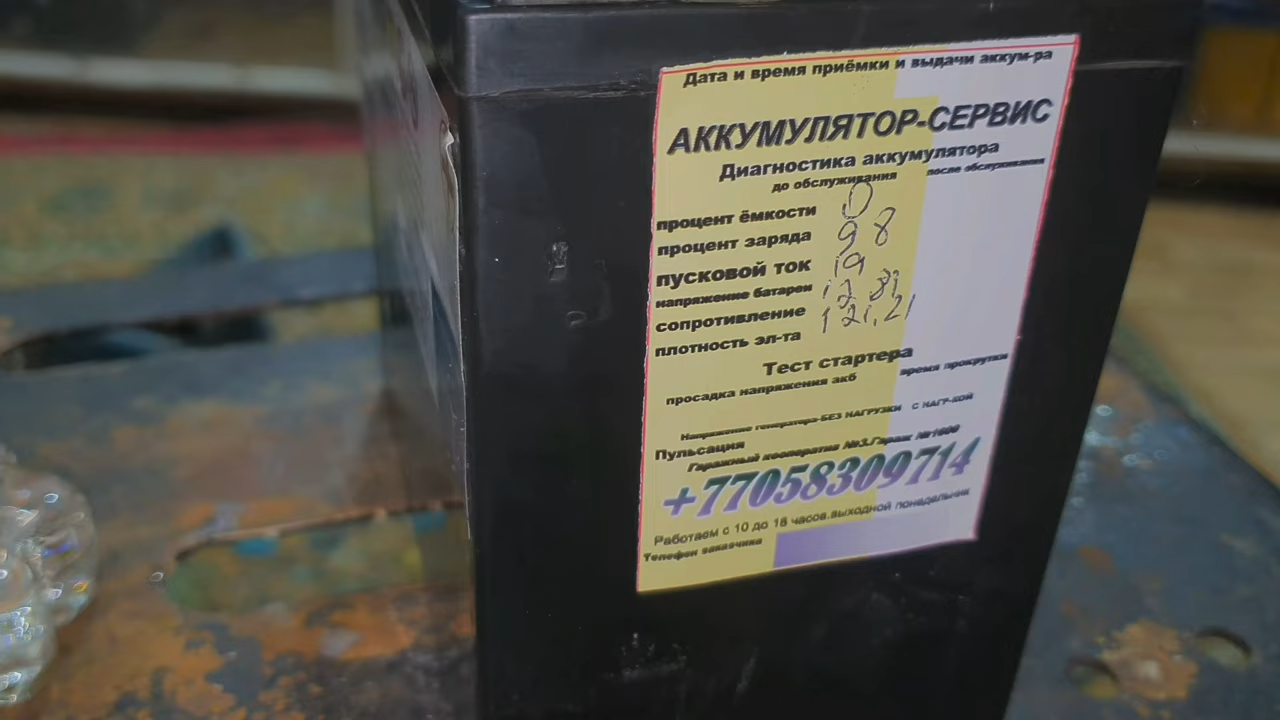 Дата и время приёмки и выдачи аккум-ра
АККУМУЛЯТОР-СЕРВИС
Диагностика аккумулятора
до обслуживания после обслуживания
процент ёмкости 0
процент заряда 98
пусковой ток 19
напряжение батареи 12 81
сопротивление 121,21
плотность эл-та
Тест стартера
просадка напряжения акб время прокрутки
Напряжение генератора-БЕЗ НАГРУЗКИ С НАГР-КОЙ
Пульсация
Гаражный кооператив №3.Гараж №1600
+77058309714
Работаем с 10 до 18 часов.выходной понадельник
Телефон заказчика